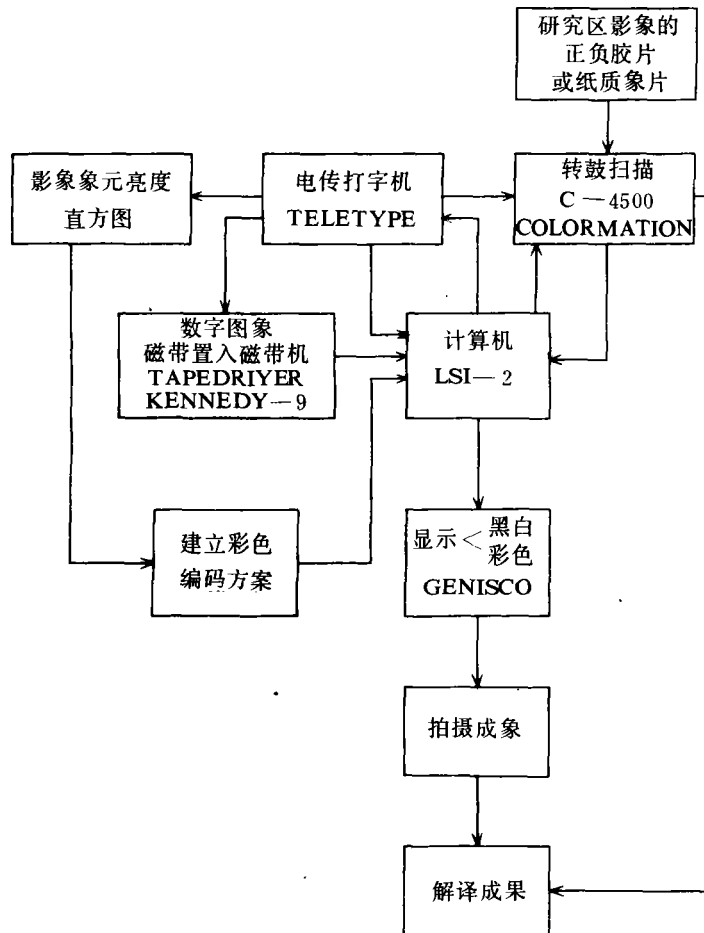 研究区影象的
正负胶片
或纸质象片
影象象元亮度
直方图
电传打字机
TELETYPE
转鼓扫描
C—4500
COLORMATION
数字图象
磁带置入磁带机
TAPEDRIYER
KENNEDY—9
计算机
LSI—2
建立彩色
编码方案
显示<黑白
彩色
GENISCO
拍摄成象
解译成果